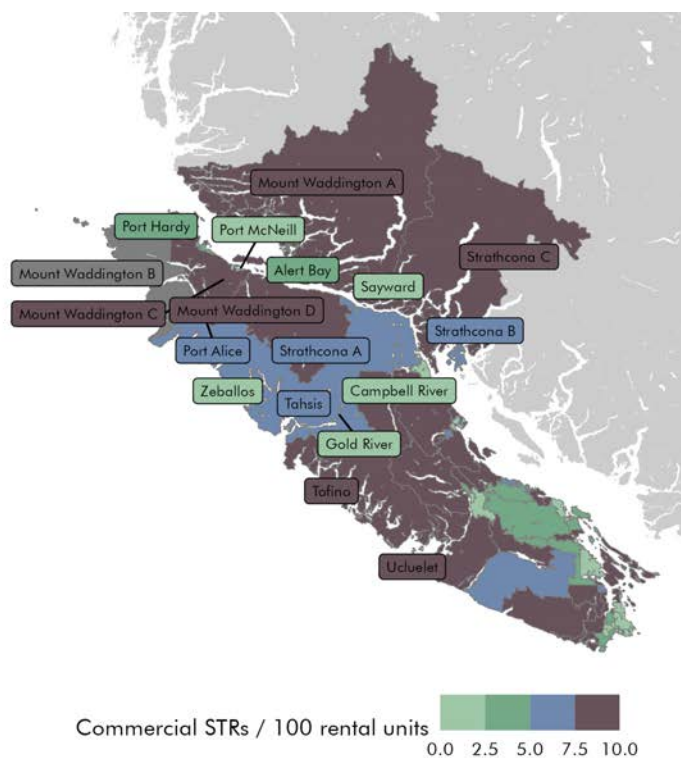 Mount Waddington A
Port Hardy
Port McNeill
Strathcona C
Mount Waddington B
Alert Bay
Sayward
Mount Waddington C
Mount Waddington D
Strathcona B
Port Alice
Strathcona A
Zeballos
Campbell River
Tahsis
Gold River
Tofino
Ucluelet
Commercial STRs / 100 rental units
0.0 2.5 5.0 7.5 10.0